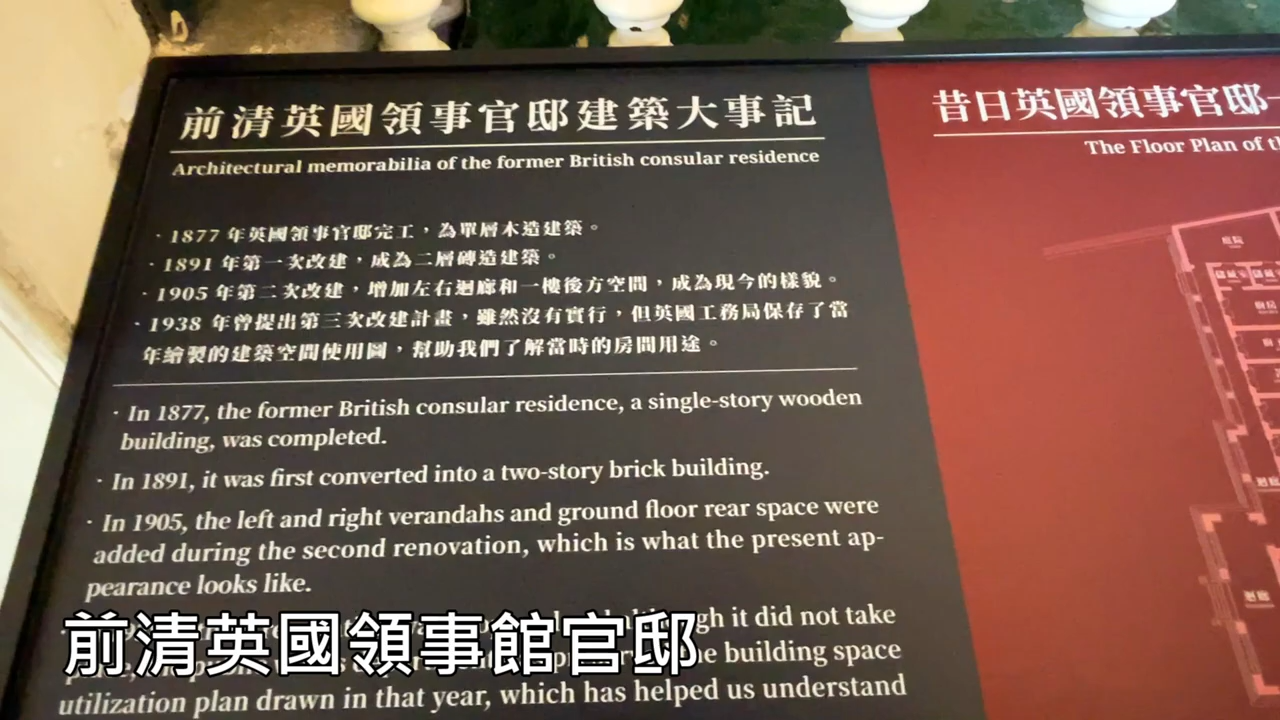 前清英國領事官邸建築大事記
Architectural memorabilia of the former British consular residence
· 1877 年英國領事官邸完工，為單層木造建築。
· 1891 年第一次改建，成為二層磚造建築。
· 1905 年第二次改建，增加左右迴廊和一樓後方空間，成為現今的樣貌。
· 1938 年曾提出第三次改建計畫，雖然沒有實行，但英國工務局保存了當
年繪製的建築空間使用圖，幫助我們了解當時的房間用途。
· In 1877, the former British consular residence, a single-story wooden
building, was completed.
· In 1891, it was first converted into a two-story brick building.
· In 1905, the left and right verandahs and ground floor rear space were
added during the second renovation, which is what the present ap-
pearance looks like.
it did not take
building space
utilization plan drawn in that year, which has helped us understand
昔日英國領事官邸一
The Floor Plan of
庭院
迴廊
前清英國領事館官邸